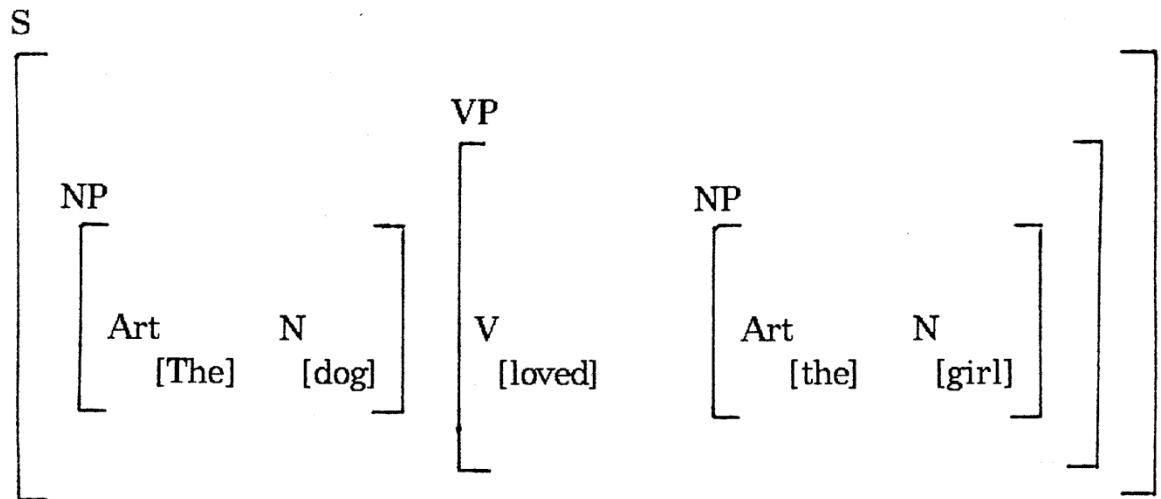 S
VP
NP NP
Art N V Art N
[The] [dog] [loved] [the] [girl]